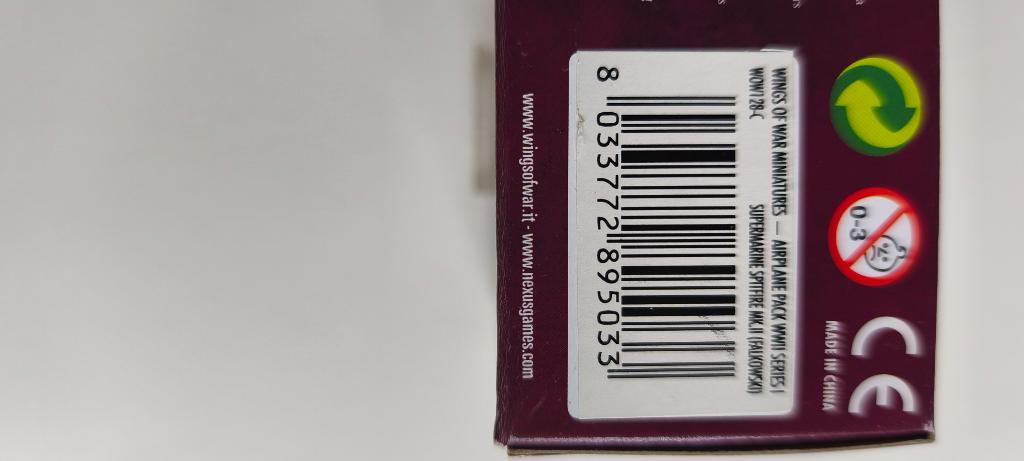 WINGS OF WAR MINIATURES — AIRPLANE PACK WWII SERIES I
WOW128-C
SUPERMARINE SPITFIRE MK.II (FALKOWSKI)
8 033772 895033
www.wingsofwar.it - www.nexusgames.com
0-3
CE
MADE IN CHINA